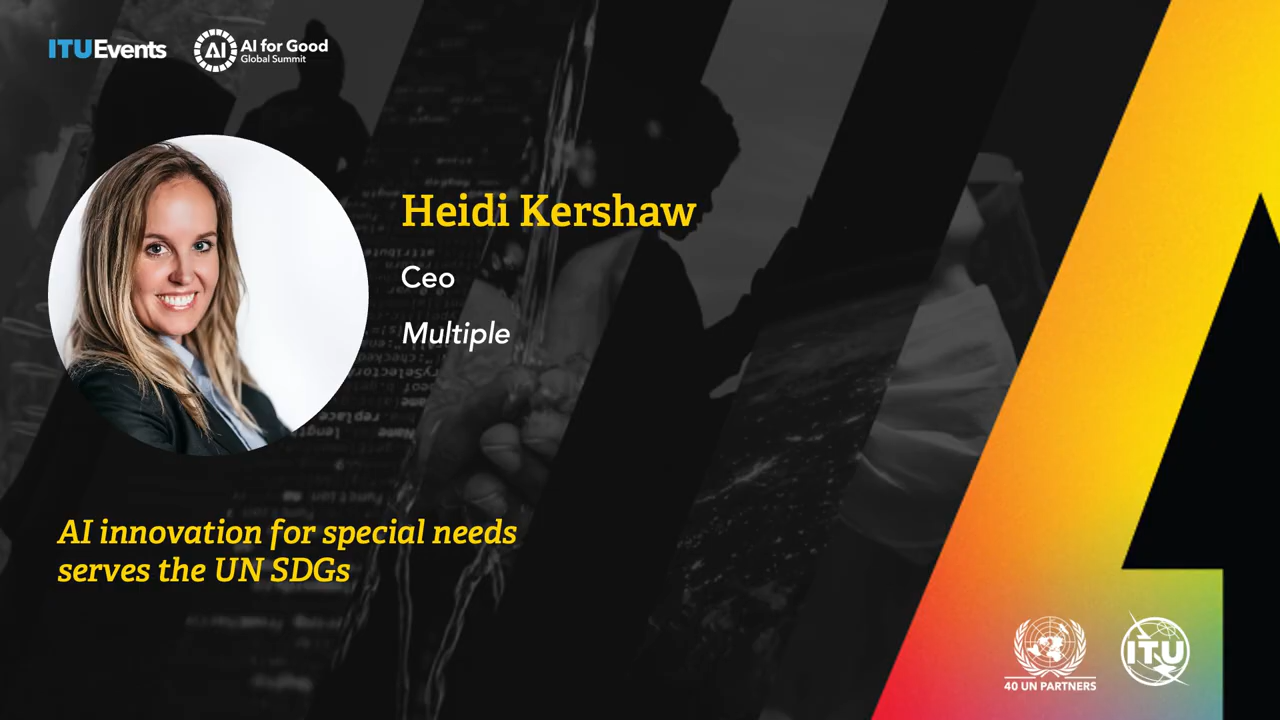 ITUEvents
AI
AI for Good
Global Summit
Heidi Kershaw
Ceo
Multiple
AI innovation for special needs
serves the UN SDGs
40 UN PARTNERS
ITU